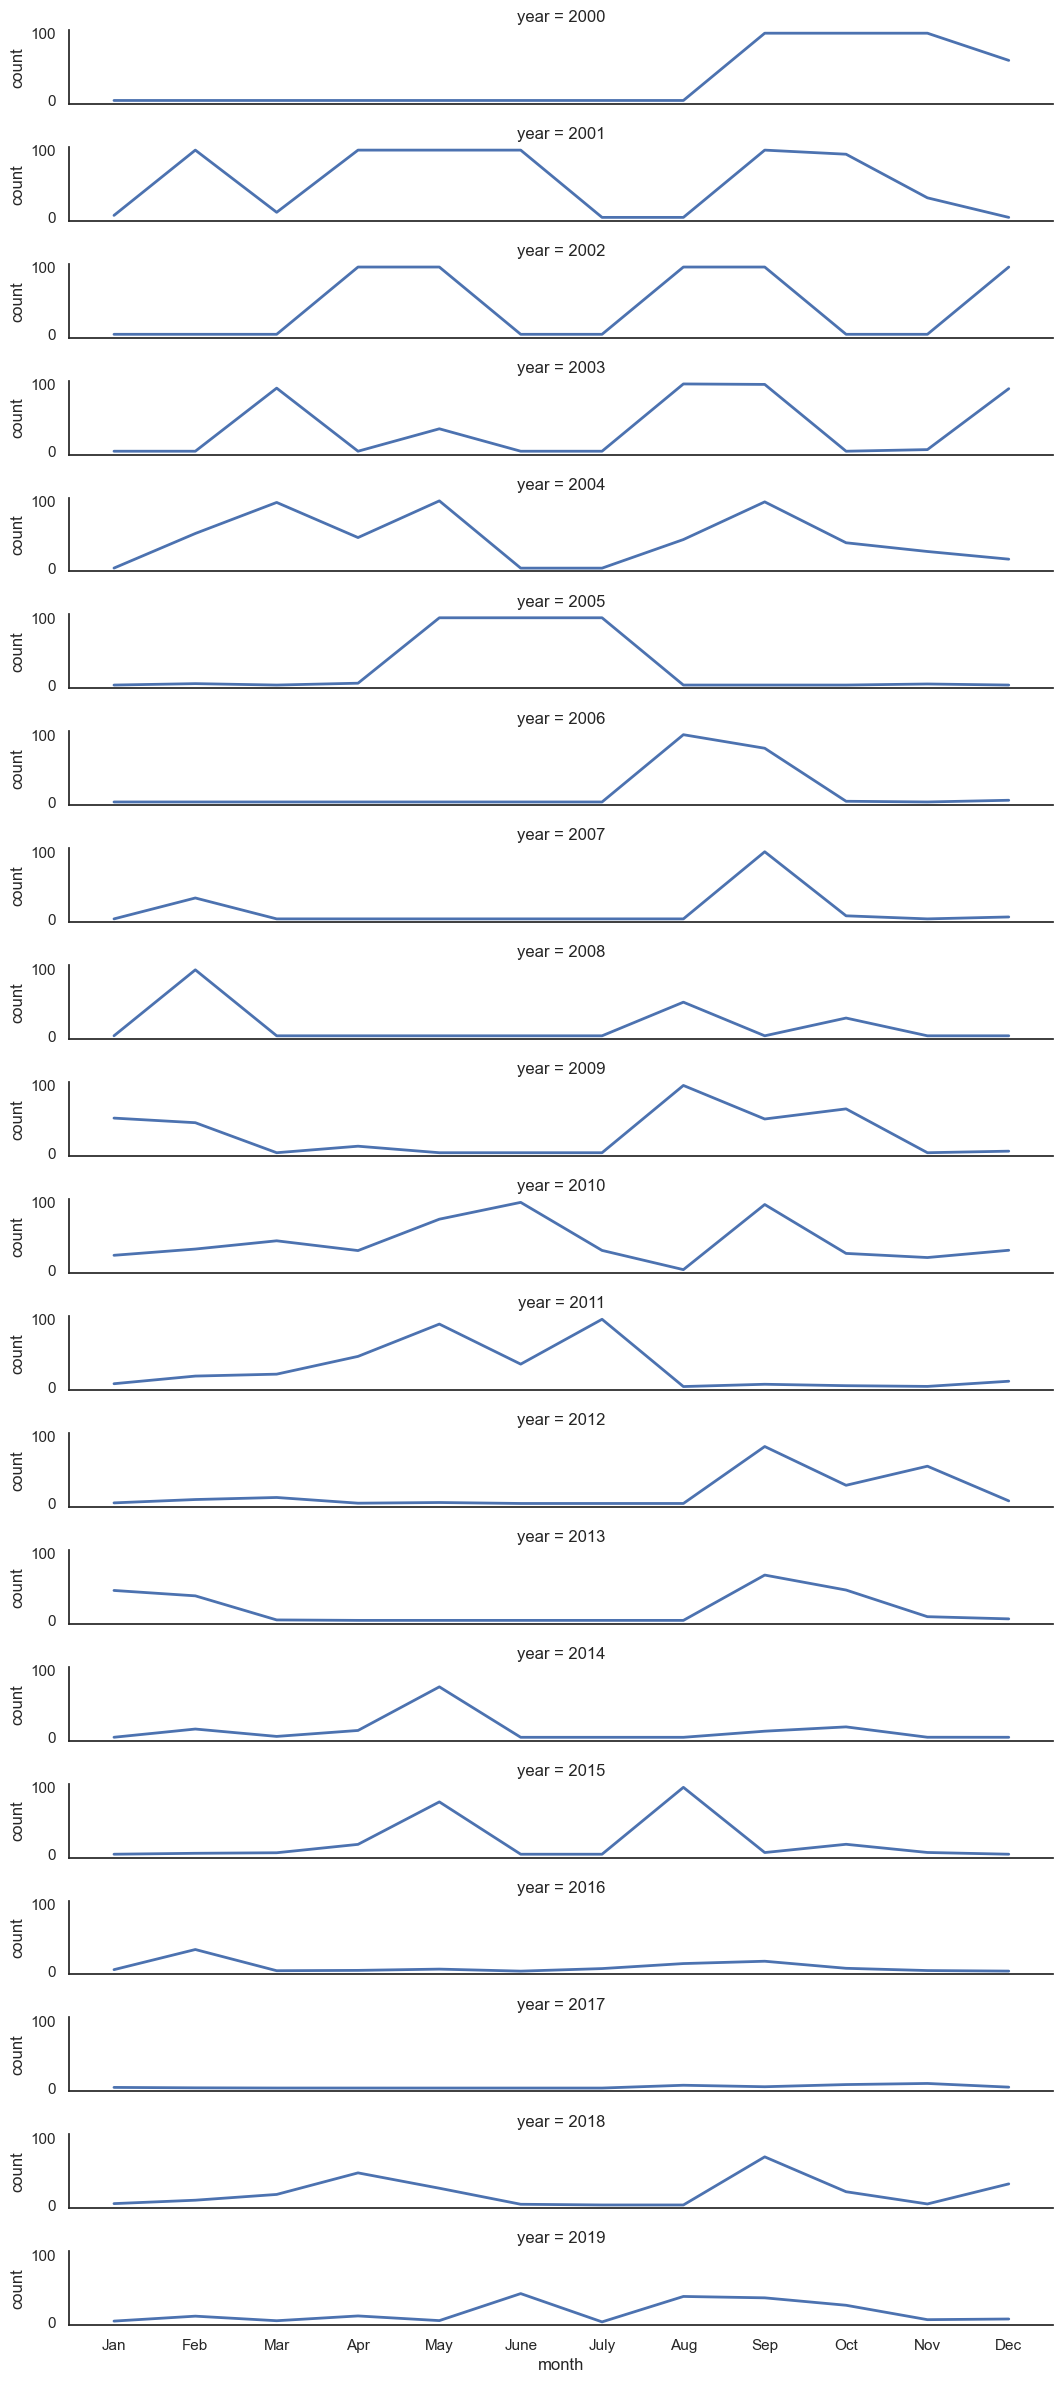 year = 2000
100
count
0
year = 2001
100
count
0
year = 2002
100
count
0
year = 2003
100
count
0
year = 2004
100
count
0
year = 2005
100
count
0
year = 2006
100
count
0
year = 2007
100
count
0
year = 2008
100
count
0
year = 2009
100
count
0
year = 2010
100
count
0
year = 2011
100
count
0
year = 2012
100
count
0
year = 2013
100
count
0
year = 2014
100
count
0
year = 2015
100
count
0
year = 2016
100
count
0
year = 2017
100
count
0
year = 2018
100
count
0
year = 2019
100
count
0
Jan Feb Mar Apr May June July Aug Sep Oct Nov Dec
month